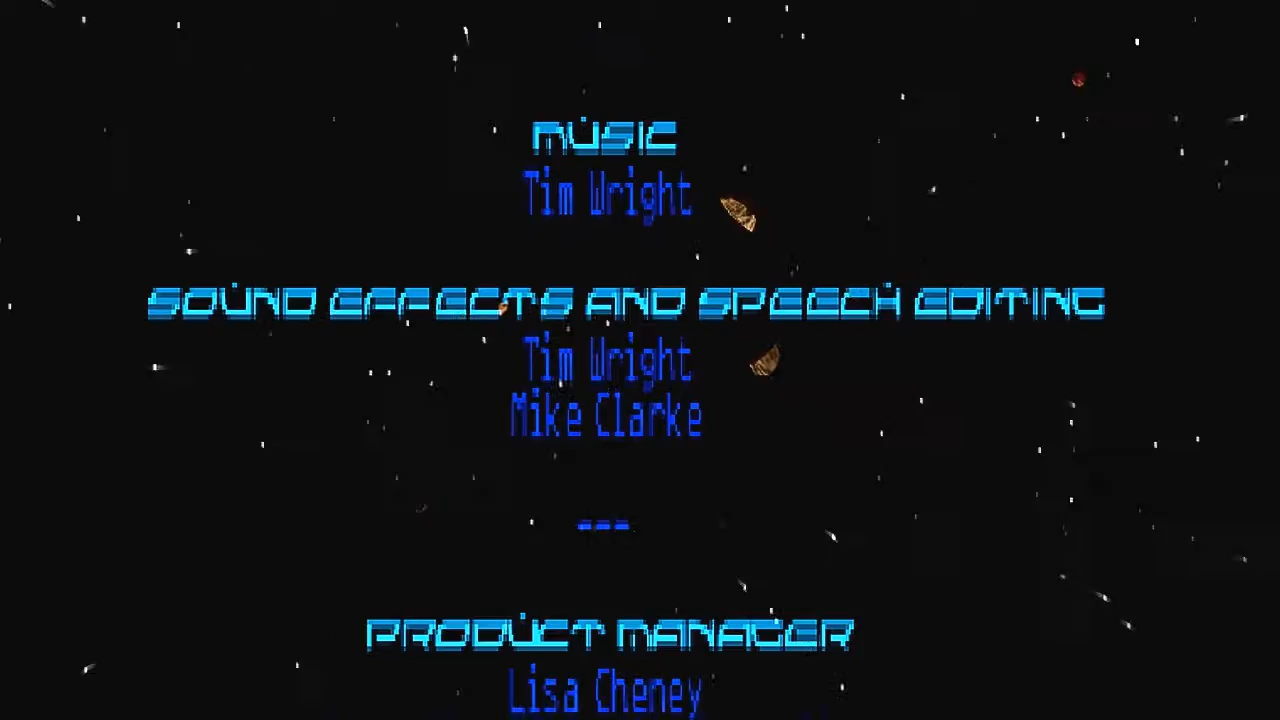 MUSIC
Tim Wright
SOUND EFFECTS AND SPEECH EDITING
Tim Wright
Mike Clarke
---
PRODUCT MANAGER
Lisa Cheney